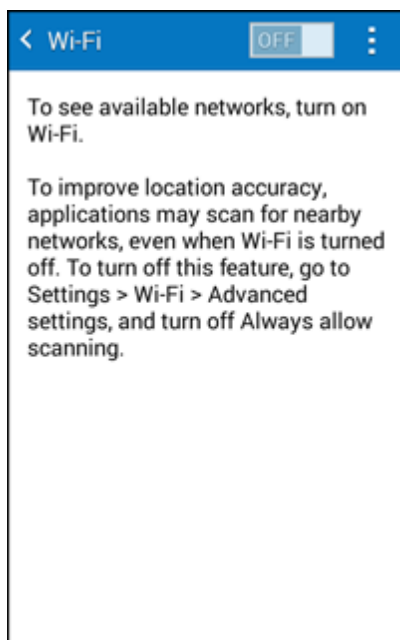 Wi-Fi OFF
To see available networks, turn on
Wi-Fi.
To improve location accuracy,
applications may scan for nearby
networks, even when Wi-Fi is turned
off. To turn off this feature, go to
Settings > Wi-Fi > Advanced
settings, and turn off Always allow
scanning.